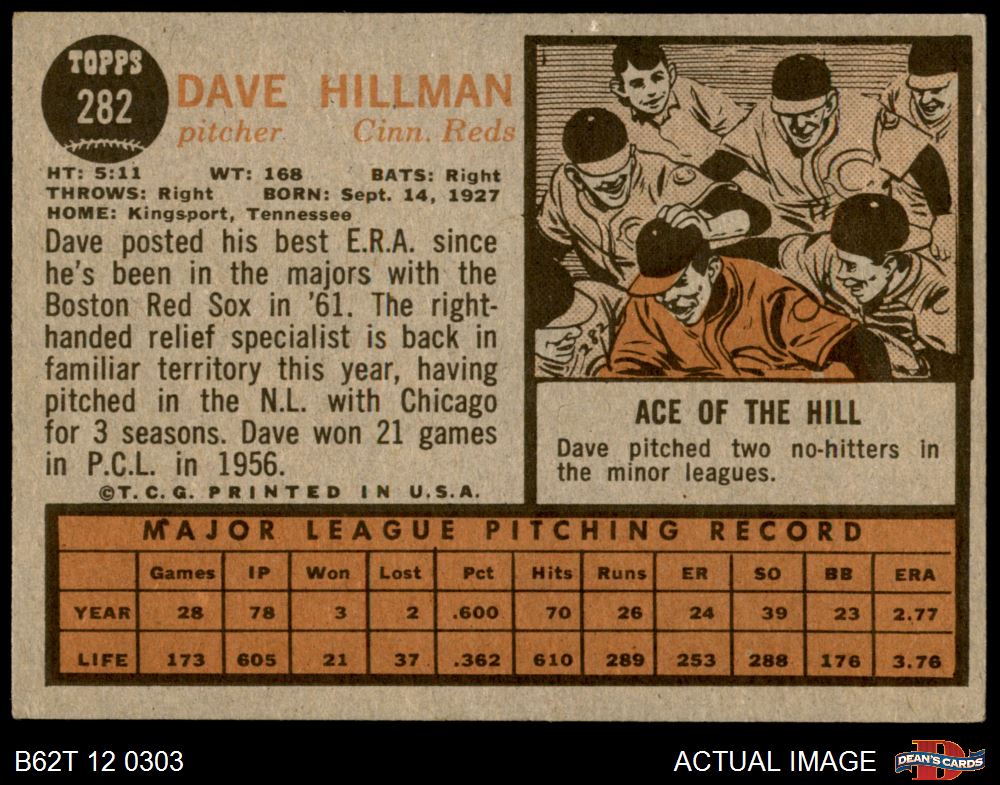 TOPPS
282
DAVE HILLMAN
pitcher Cinn. Reds
HT: 5:11 WT: 168 BATS: Right
THROWS: Right BORN: Sept. 14, 1927
HOME: Kingsport, Tennessee
Dave posted his best E.R.A. since
he's been in the majors with the
Boston Red Sox in '61. The right-
handed relief specialist is back in
familiar territory this year, having
pitched in the N.L. with Chicago
for 3 seasons. Dave won 21 games
in P.C.L. in 1956.
©T.C.G. PRINTED IN U.S.A.
282
ACE OF THE HILL
Dave pitched two no-hitters in
the minor leagues.
MAJOR LEAGUE PITCHING RECORD
Games IP Won Lost Pct Hits Runs ER SO BB ERA
YEAR 28 78 3 2 .600 70 26 24 39 23 2.77
LIFE 173 605 21 37 .362 610 289 253 288 176 3.76
B62T 12 0303
ACTUAL IMAGE
DEAN'S CARDS